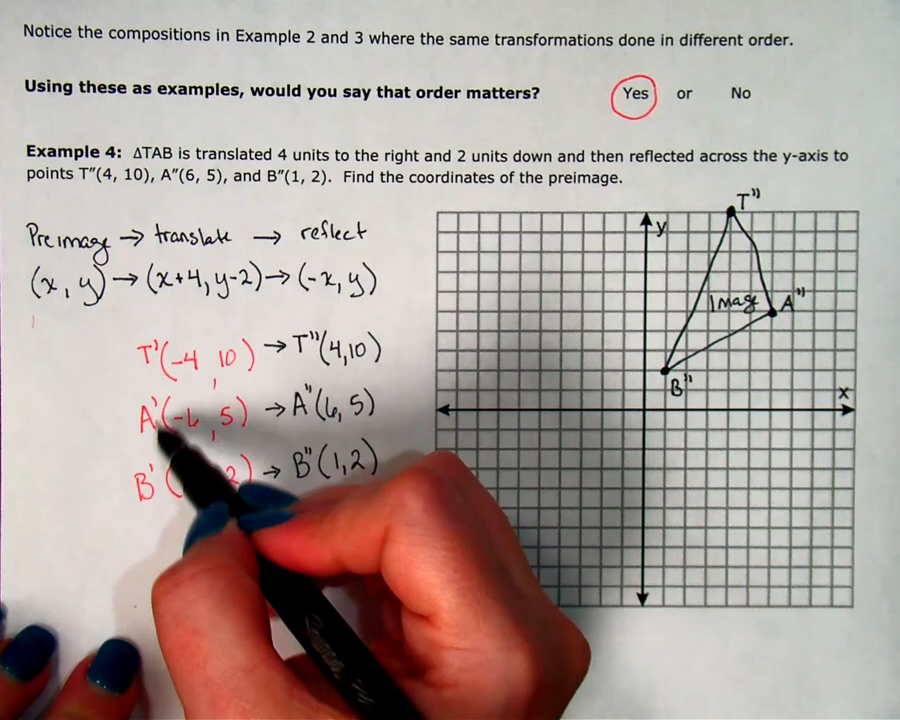 Notice the compositions in Example 2 and 3 where the same transformations done in different order.
Using these as examples, would you say that order matters? Yes or No
Example 4: ΔTAB is translated 4 units to the right and 2 units down and then reflected across the y-axis to
points T″(4, 10), A″(6, 5), and B″(1, 2). Find the coordinates of the preimage.
Preimage → translate → reflect
(x, y) → (x+4, y-2) → (-x, y)
T'(-4, 10) → T"(4,10)
A'(-6, 5) → A"(6, 5)
B'( 2) → B"(1,2)
T"
y
Image A"
B"
x